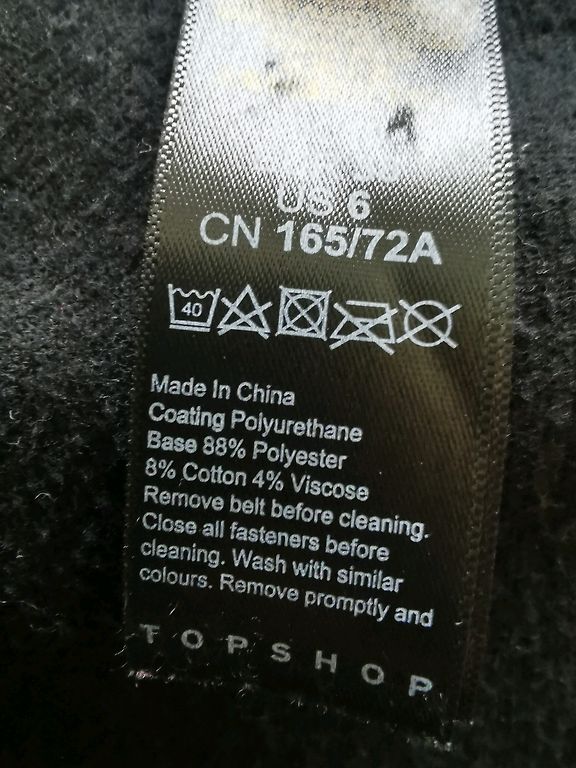 US 6
CN 165/72A
40
Made In China
Coating Polyurethane
Base 88% Polyester
8% Cotton 4% Viscose
Remove belt before cleaning.
Close all fasteners before
cleaning. Wash with similar
colours. Remove promptly and
TOPSHOP